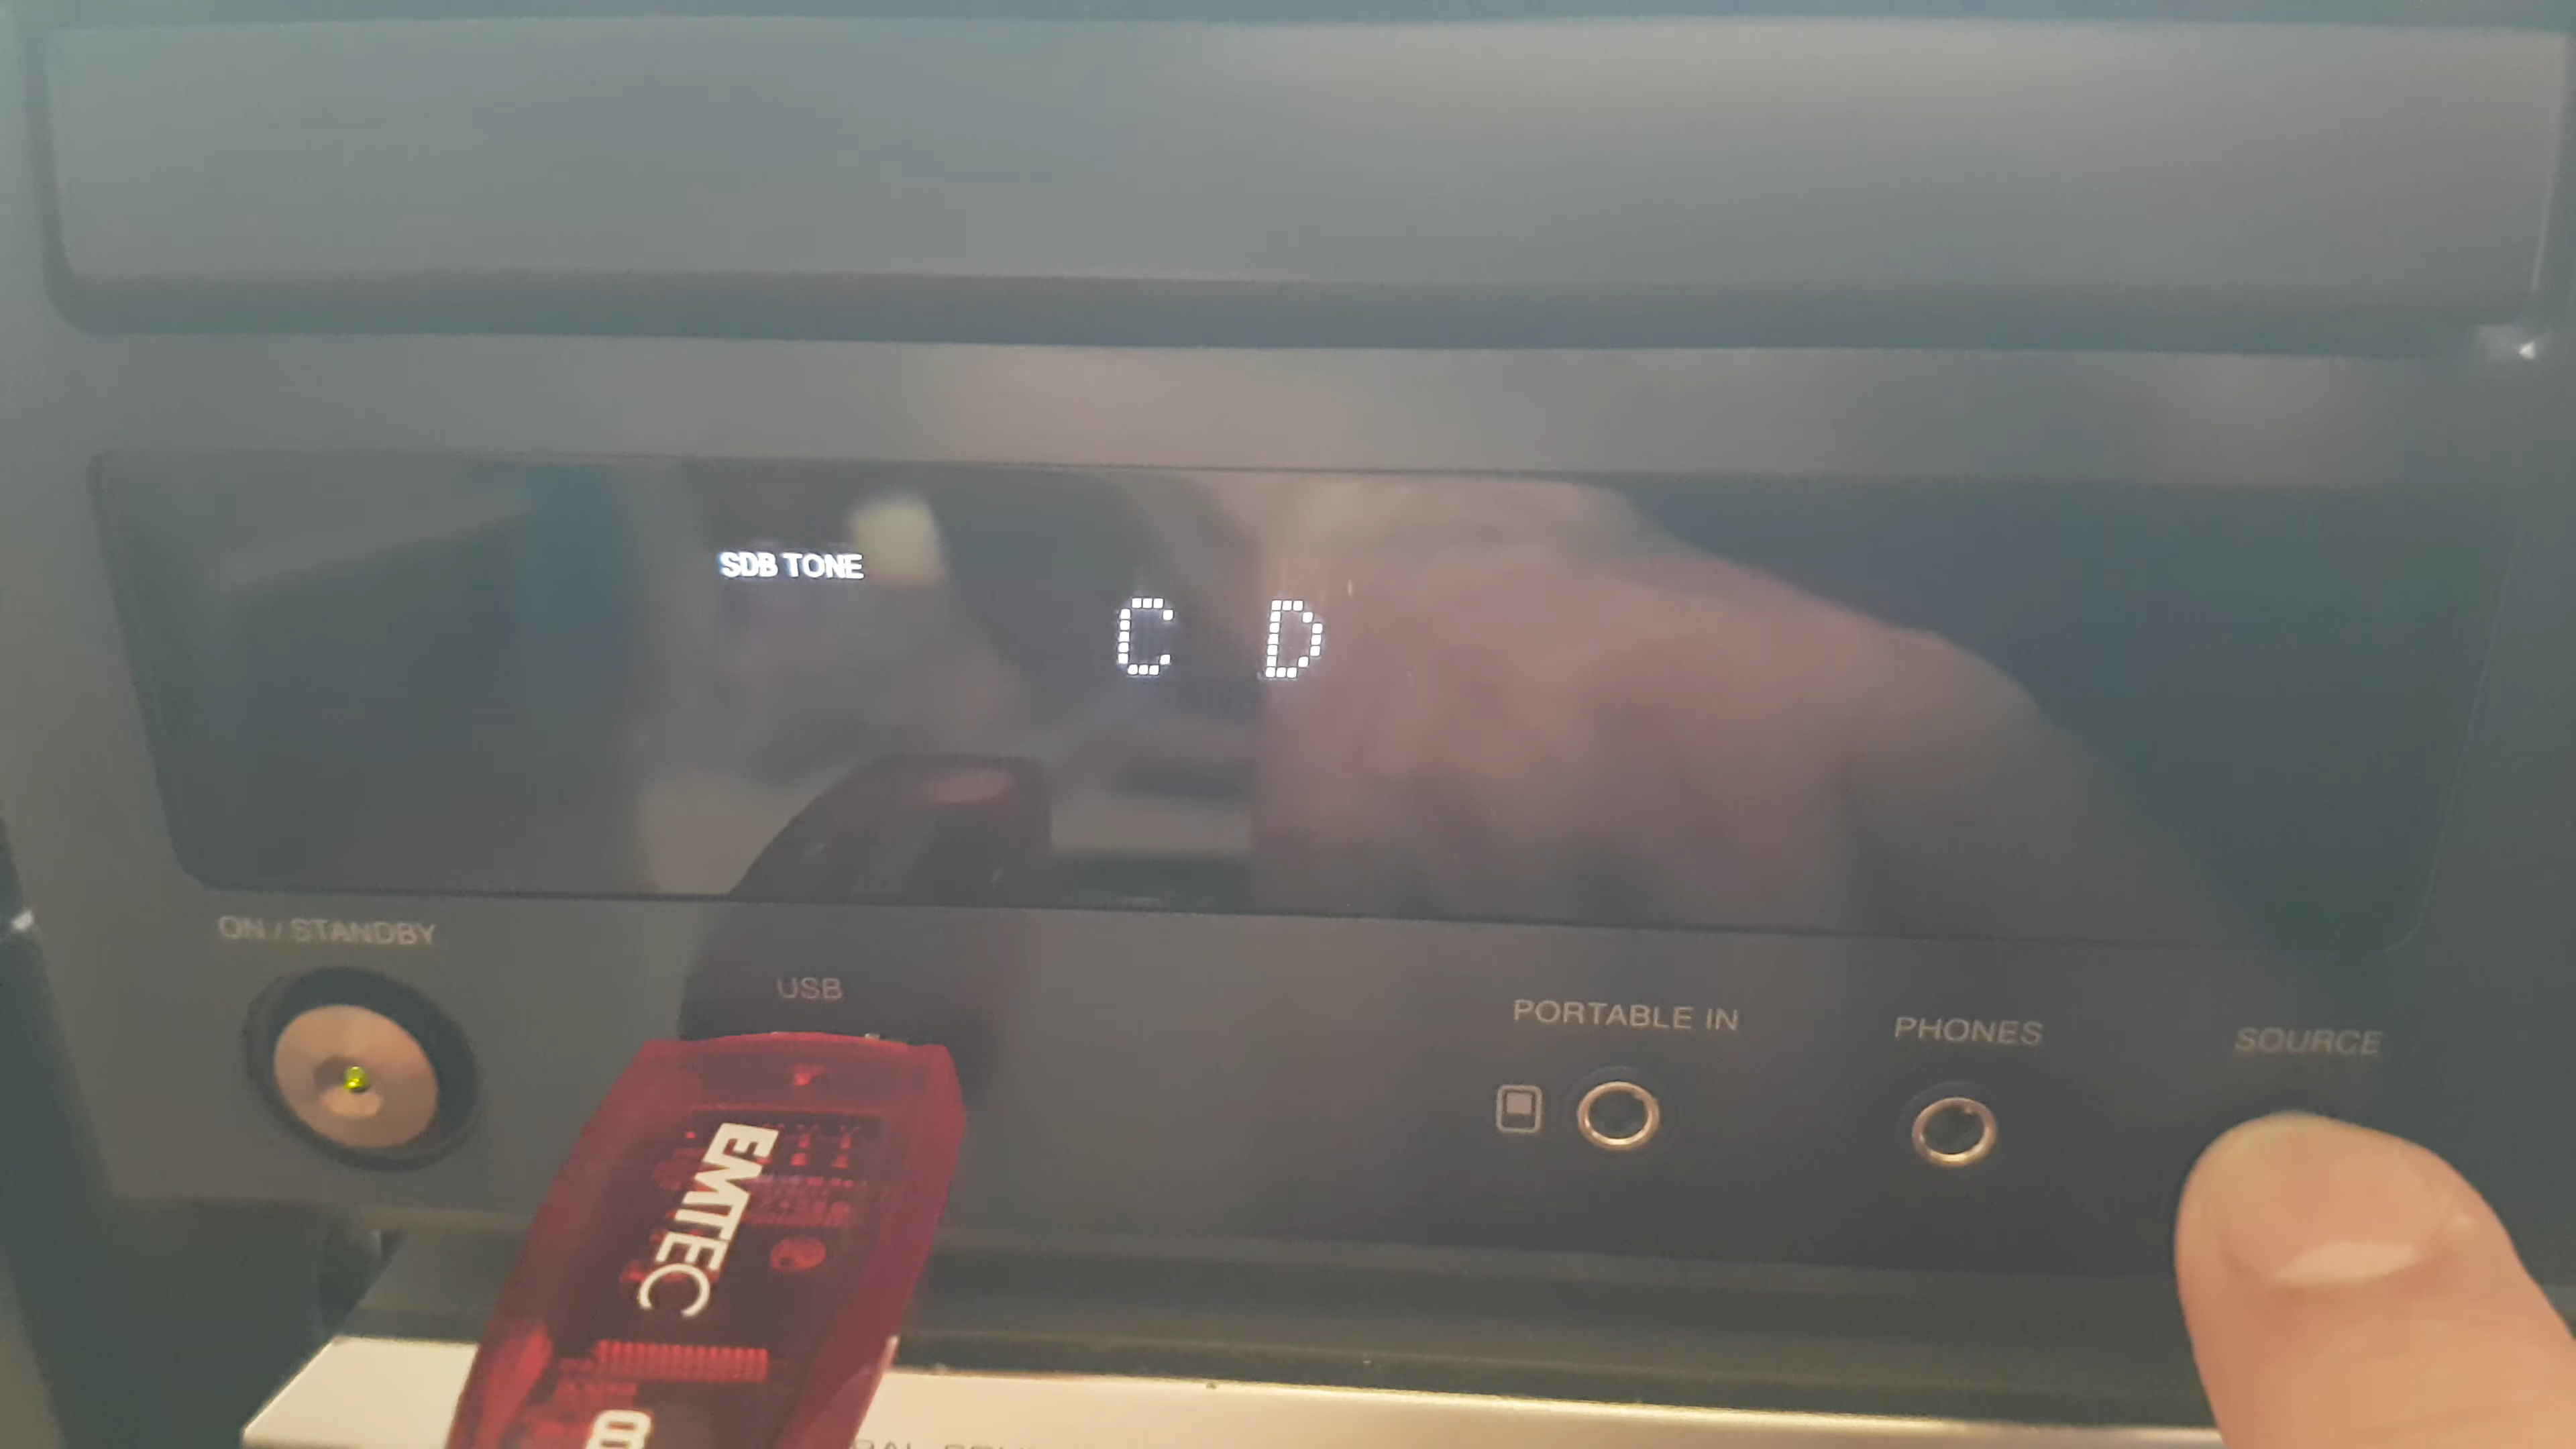 SDB TONE
C D
ON / STANDBY
USB
PORTABLE IN
PHONES
SOURCE
EMTEC